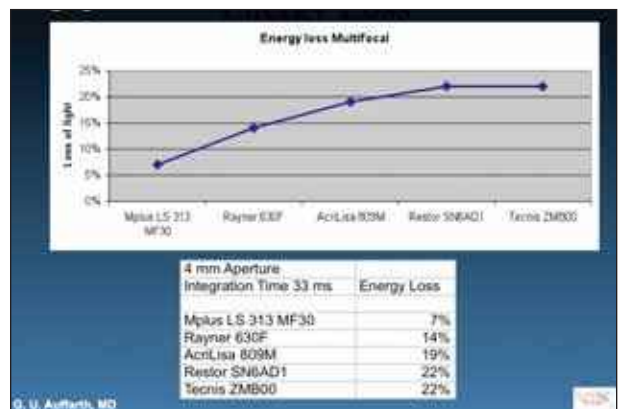 Energy loss Multifocal
25%
20%
15%
10%
5%
0%
Loss of light
Mplus LS 313 MF30
Rayner 630F
AcriLisa 809M
Restor SN6AD1
Tecnis ZMB00
4 mm Aperture
Integration Time 33 ms Energy Loss
Mplus LS 313 MF30 7%
Rayner 630F 14%
AcriLisa 809M 19%
Restor SN6AD1 22%
Tecnis ZMB00 22%
G. U. Auffarth, MD